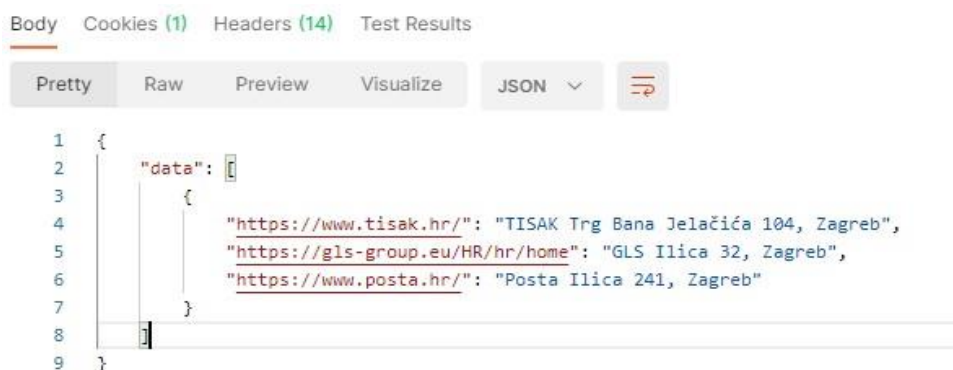 Body Cookies (1) Headers (14) Test Results
Pretty Raw Preview Visualize JSON
1 {
2 "data": [
3 {
4 "https://www.tisak.hr/": "TISAK Trg Bana Jelačića 104, Zagreb",
5 "https://gls-group.eu/HR/hr/home": "GLS Ilica 32, Zagreb",
6 "https://www.posta.hr/": "Posta Ilica 241, Zagreb"
7 }
8 ]
9 }